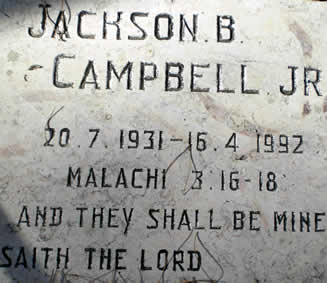 JACKSON. B.
- CAMPBELL JR
20.7.1931-16.4 1992
MALACHI 3:16-18
AND THEY SHALL BE MINE
SAITH THE LORD